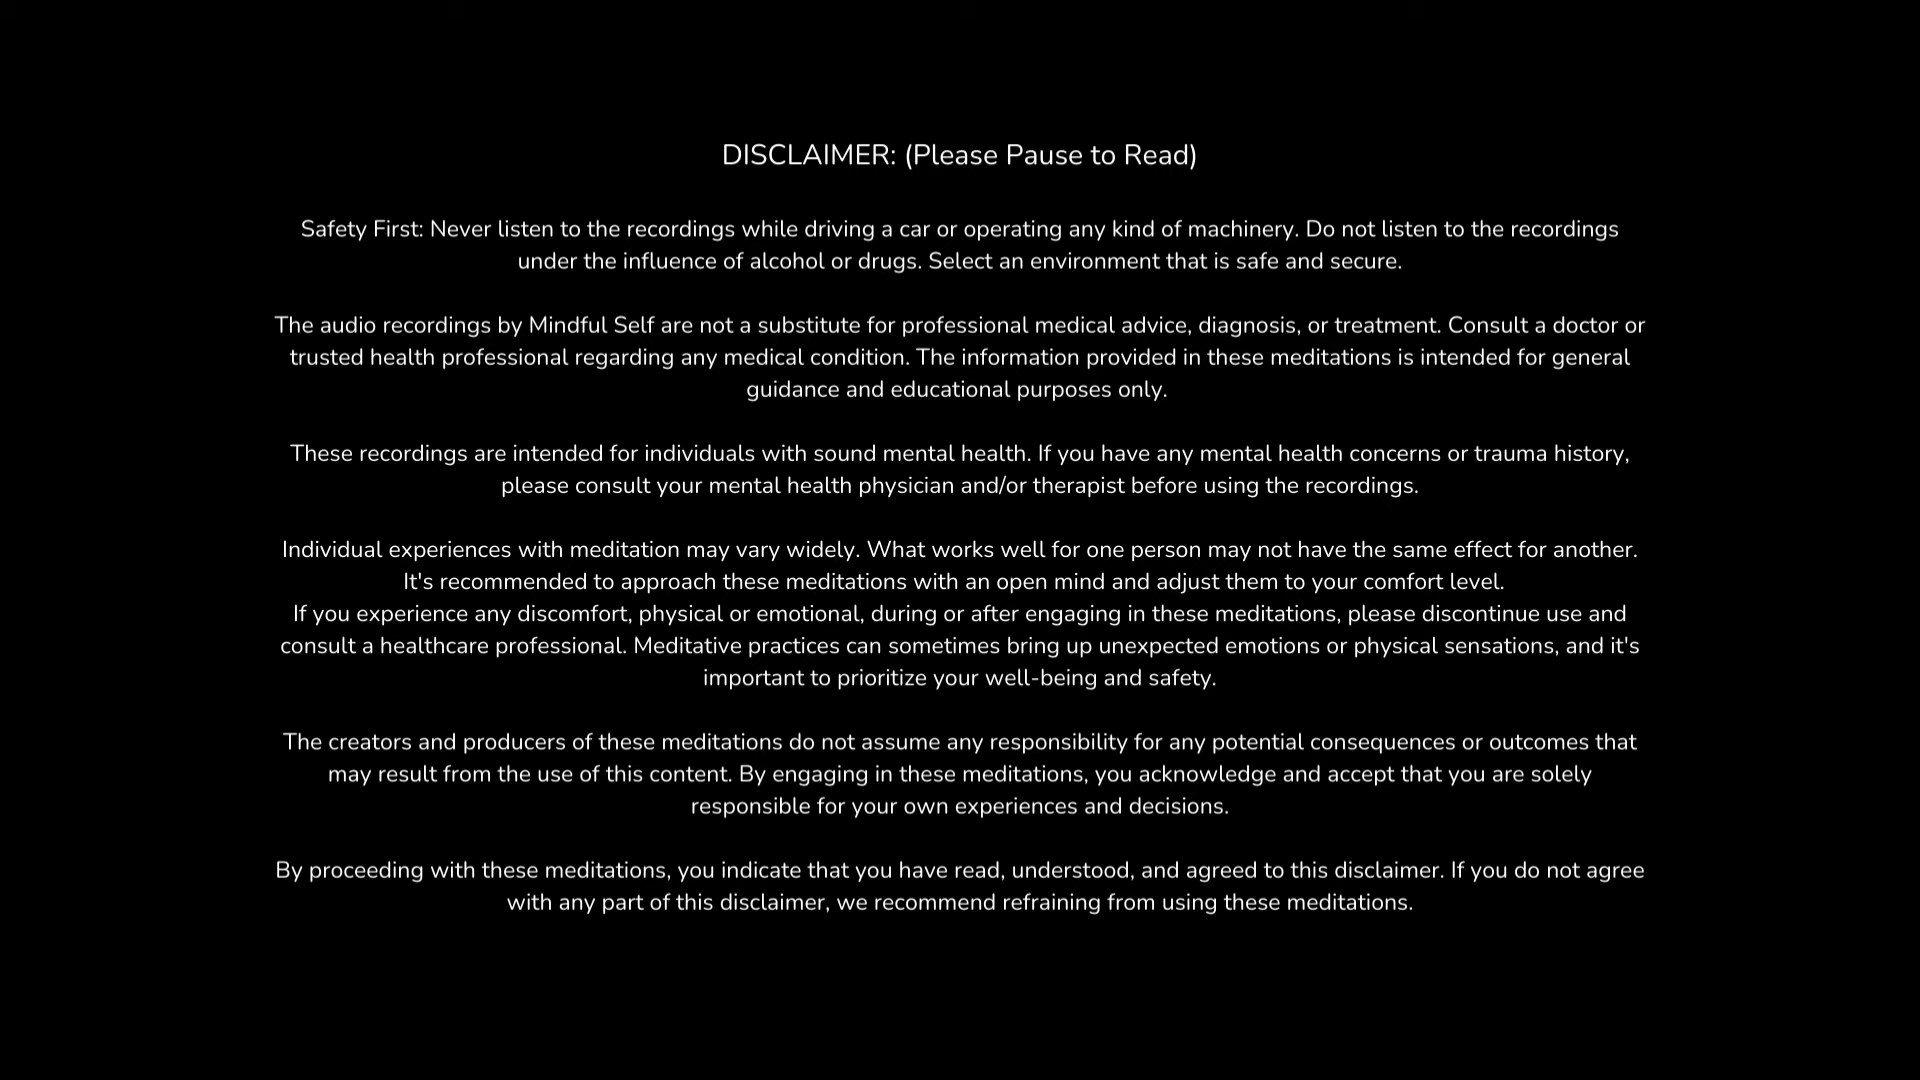 DISCLAIMER: (Please Pause to Read)
Safety First: Never listen to the recordings while driving a car or operating any kind of machinery. Do not listen to the recordings
under the influence of alcohol or drugs. Select an environment that is safe and secure.
The audio recordings by Mindful Self are not a substitute for professional medical advice, diagnosis, or treatment. Consult a doctor or
trusted health professional regarding any medical condition. The information provided in these meditations is intended for general
guidance and educational purposes only.
These recordings are intended for individuals with sound mental health. If you have any mental health concerns or trauma history,
please consult your mental health physician and/or therapist before using the recordings.
Individual experiences with meditation may vary widely. What works well for one person may not have the same effect for another.
It's recommended to approach these meditations with an open mind and adjust them to your comfort level.
If you experience any discomfort, physical or emotional, during or after engaging in these meditations, please discontinue use and
consult a healthcare professional. Meditative practices can sometimes bring up unexpected emotions or physical sensations, and it's
important to prioritize your well-being and safety.
The creators and producers of these meditations do not assume any responsibility for any potential consequences or outcomes that
may result from the use of this content. By engaging in these meditations, you acknowledge and accept that you are solely
responsible for your own experiences and decisions.
By proceeding with these meditations, you indicate that you have read, understood, and agreed to this disclaimer. If you do not agree
with any part of this disclaimer, we recommend refraining from using these meditations.